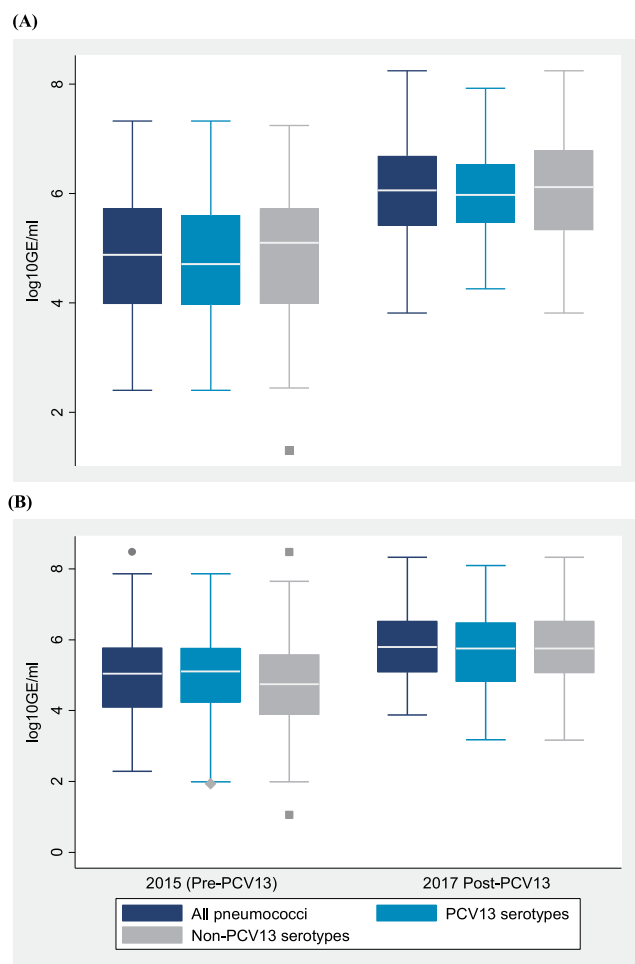 (A)
8
6
4
2
log10GE/ml
(B)
8
6
4
2
0
log10GE/ml
2015 (Pre-PCV13) 2017 Post-PCV13
All pneumococci PCV13 serotypes
Non-PCV13 serotypes